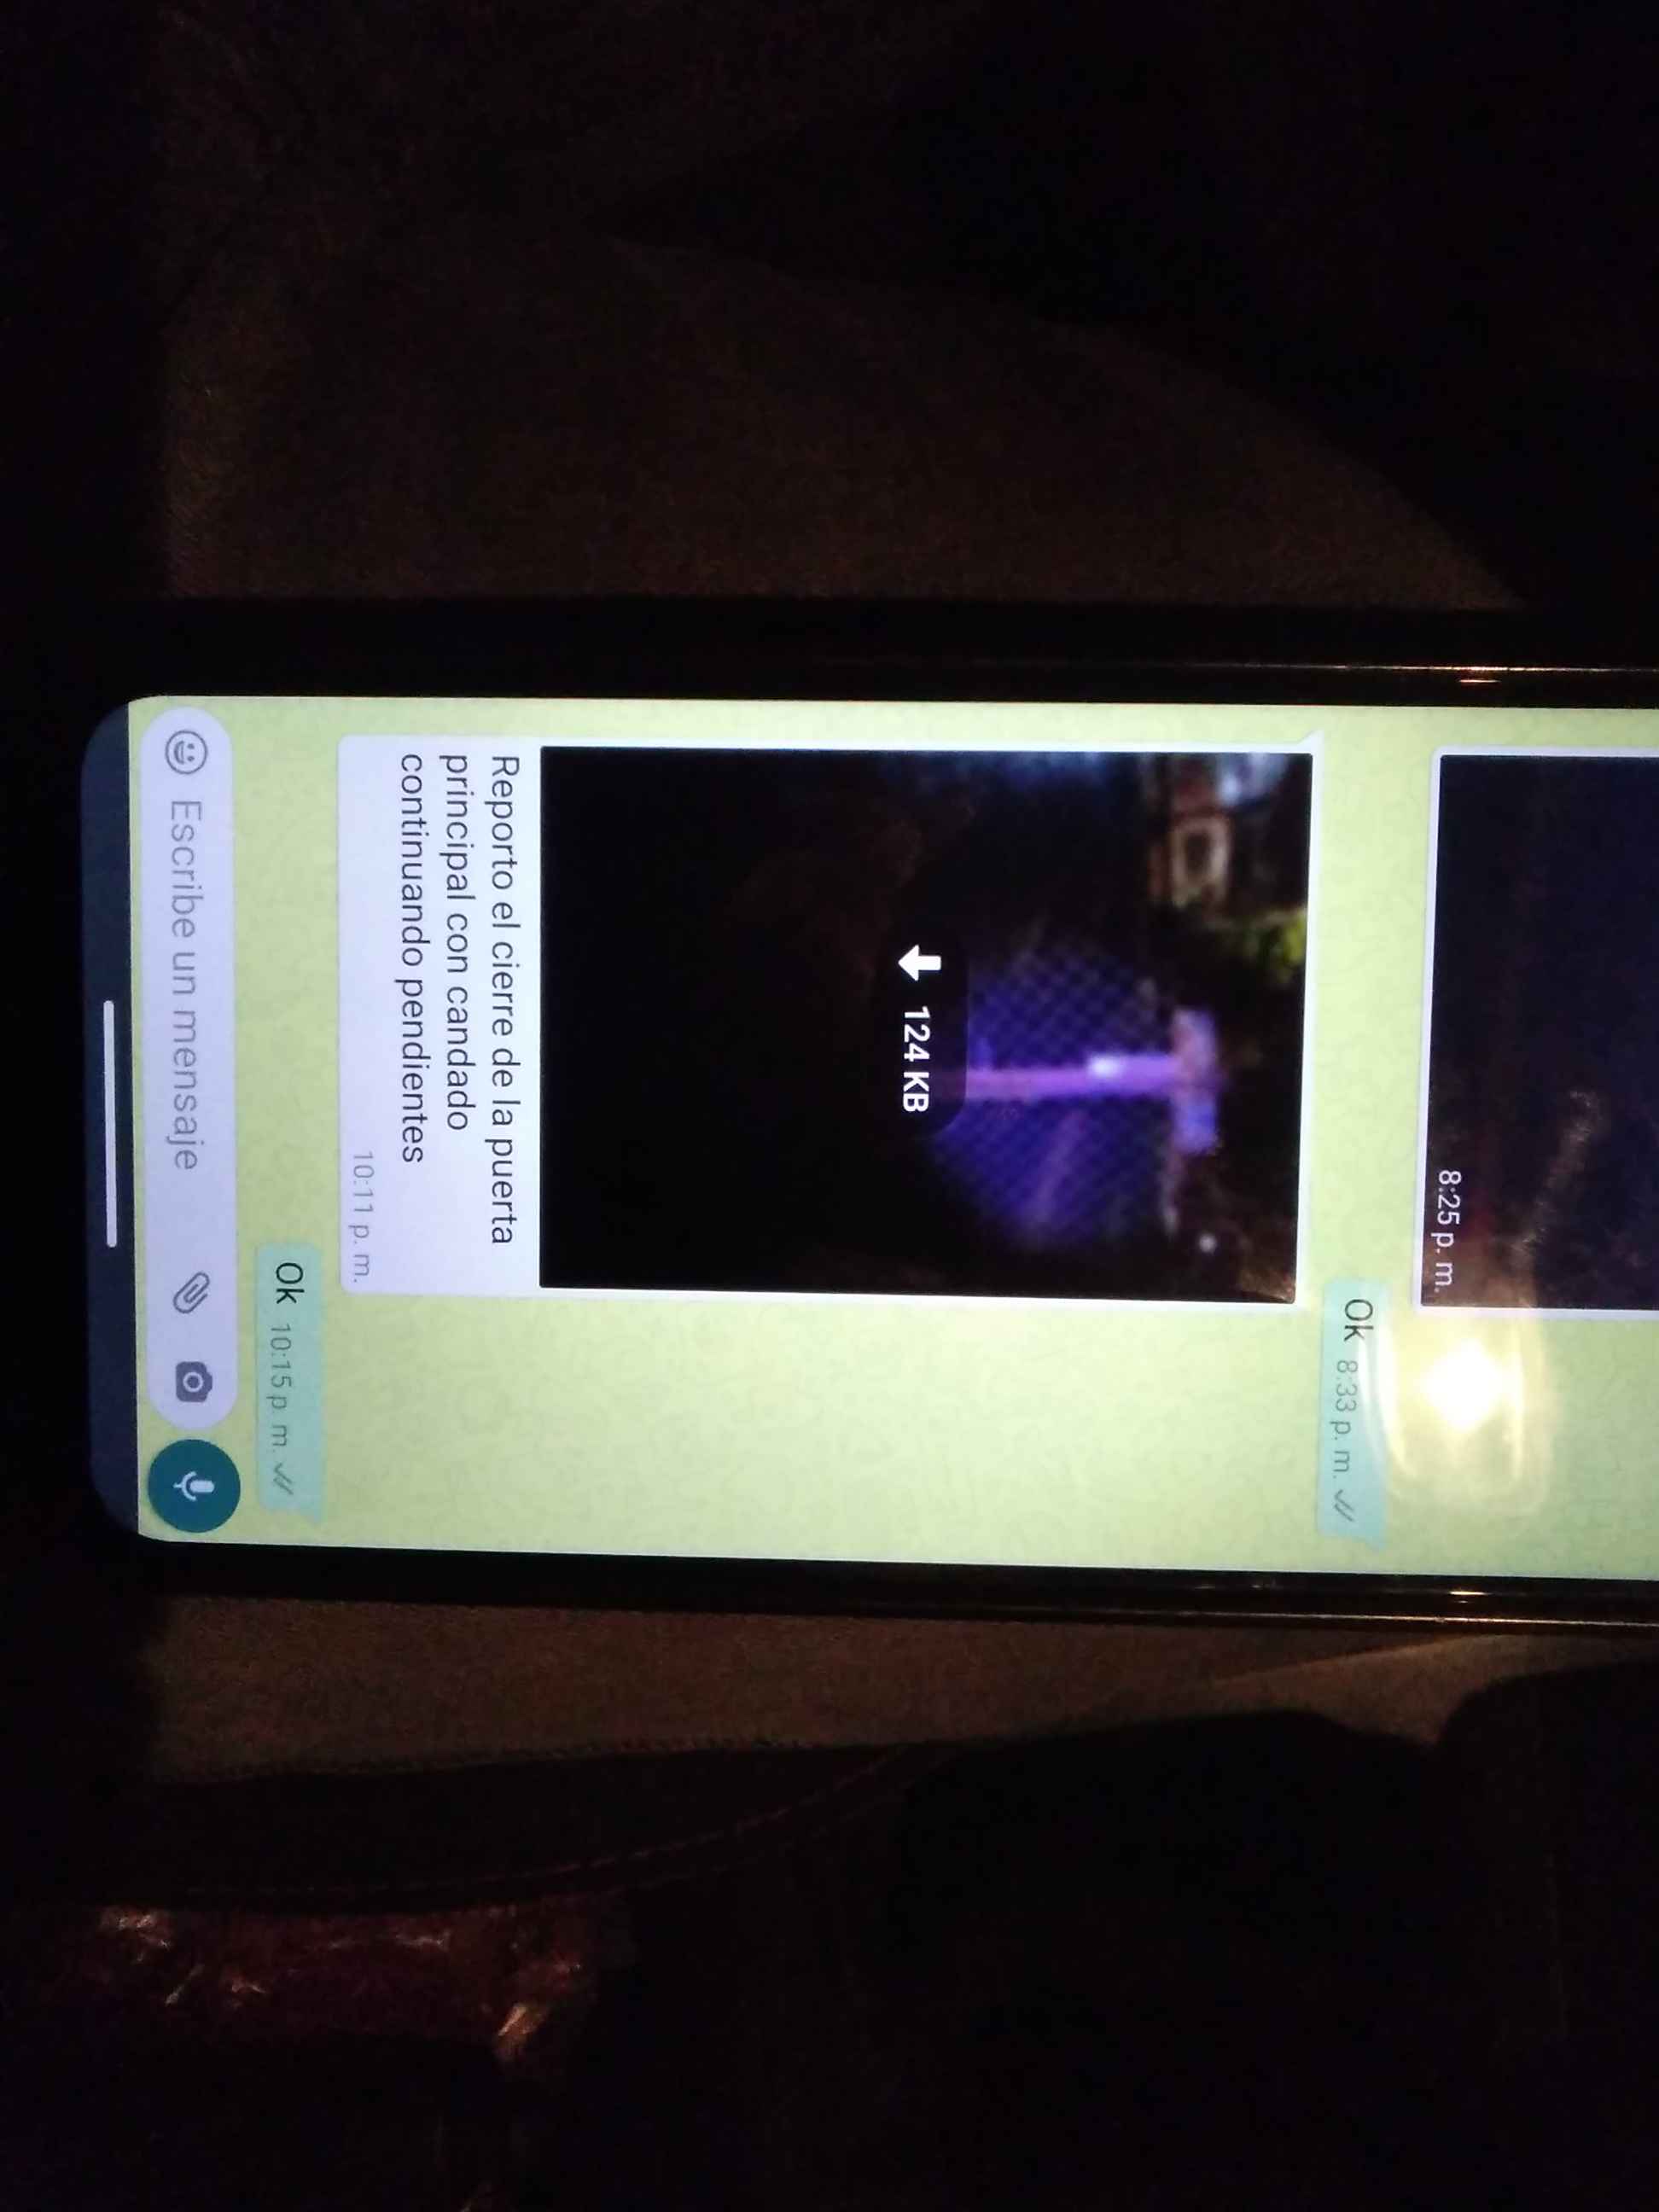 8:25 p. m.
Ok 8:33 p. m.
124 KB
Reporto el cierre de la puerta
principal con candado
continuando pendientes
10:11 p. m.
Ok 10:15 p. m.
Escribe un mensaje